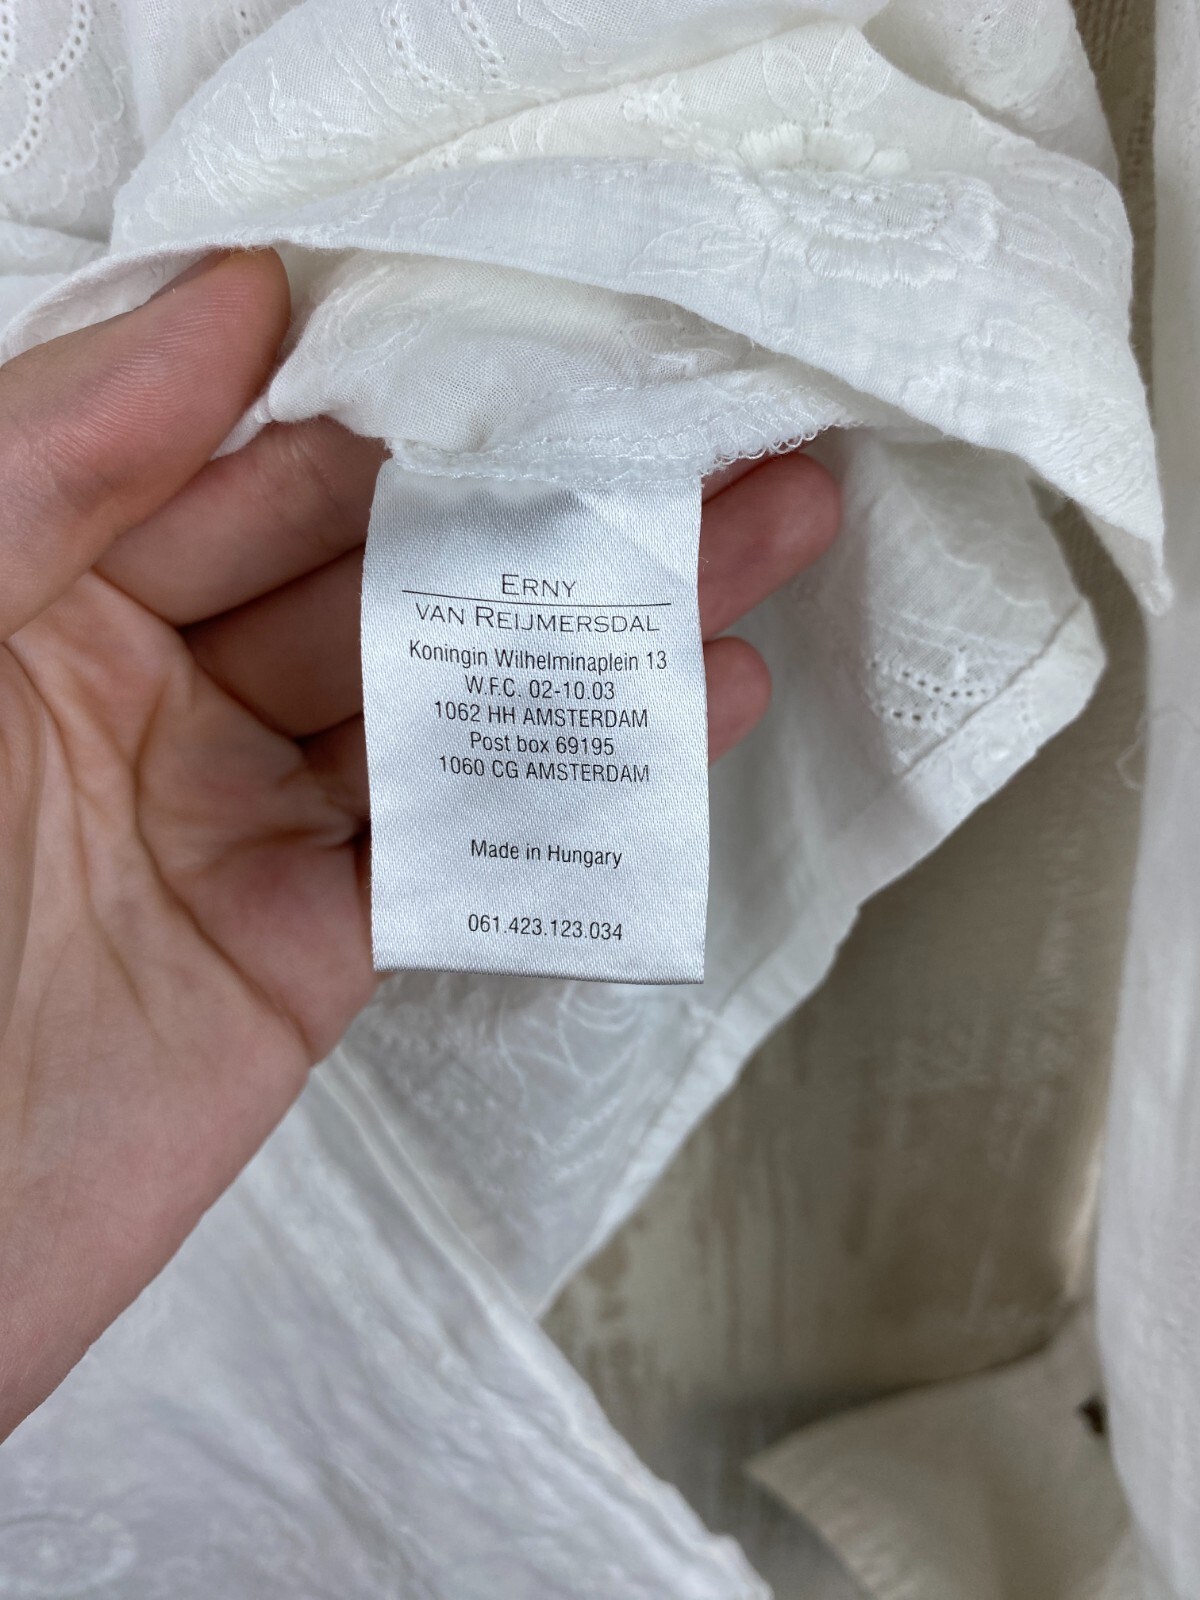 ERNY
VAN REIJMERSDAL
Koningin Wilhelminaplein 13
W.F.C. 02-10.03
1062 HH AMSTERDAM
Post box 69195
1060 CG AMSTERDAM
Made in Hungary
061.423.123.034